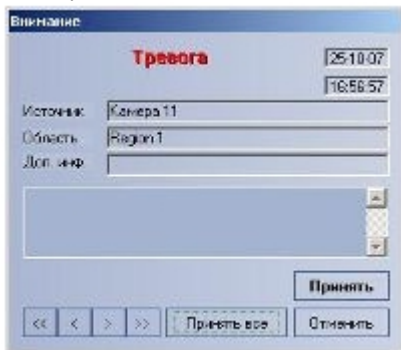 Внимание
Тревога
25-10-07
16:56:57
Источник Камера 11
Область Region 1
Доп. инф.
Принять
<< < > >> Принять все Отменить